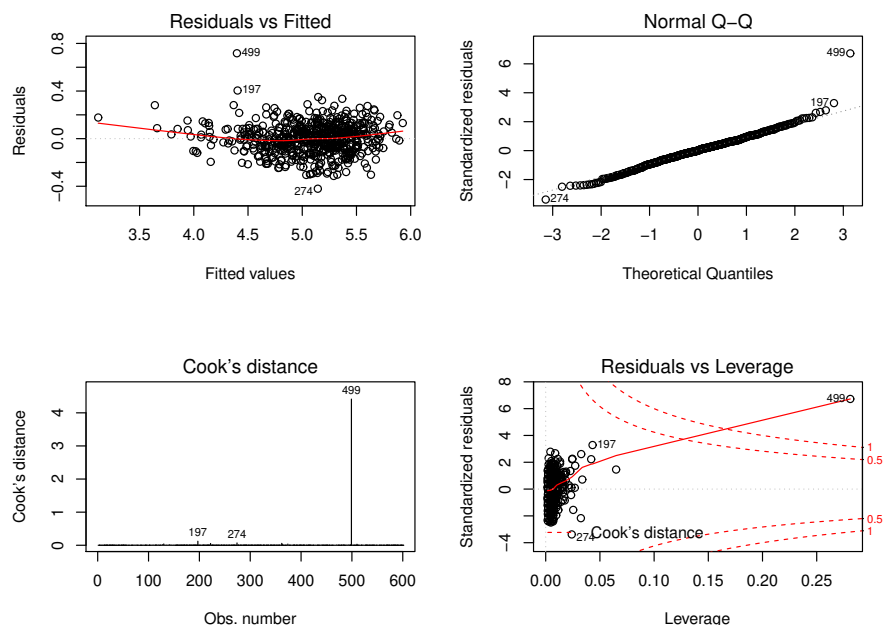 Residuals vs Fitted
Residuals
0.8
0.4
0.0
−0.4
499
197
274
3.5 4.0 4.5 5.0 5.5 6.0
Fitted values
Normal Q−Q
Standardized residuals
6
4
2
0
−2
499
197
274
−3 −2 −1 0 1 2 3
Theoretical Quantiles
Cook's distance
Cook's distance
4
3
2
1
0
499
197
274
0 100 200 300 400 500 600
Obs. number
Residuals vs Leverage
Standardized residuals
8
6
4
2
0
−4
499
197
1
0.5
0.5
1
Cook's distance
274
0.00 0.05 0.10 0.15 0.20 0.25
Leverage